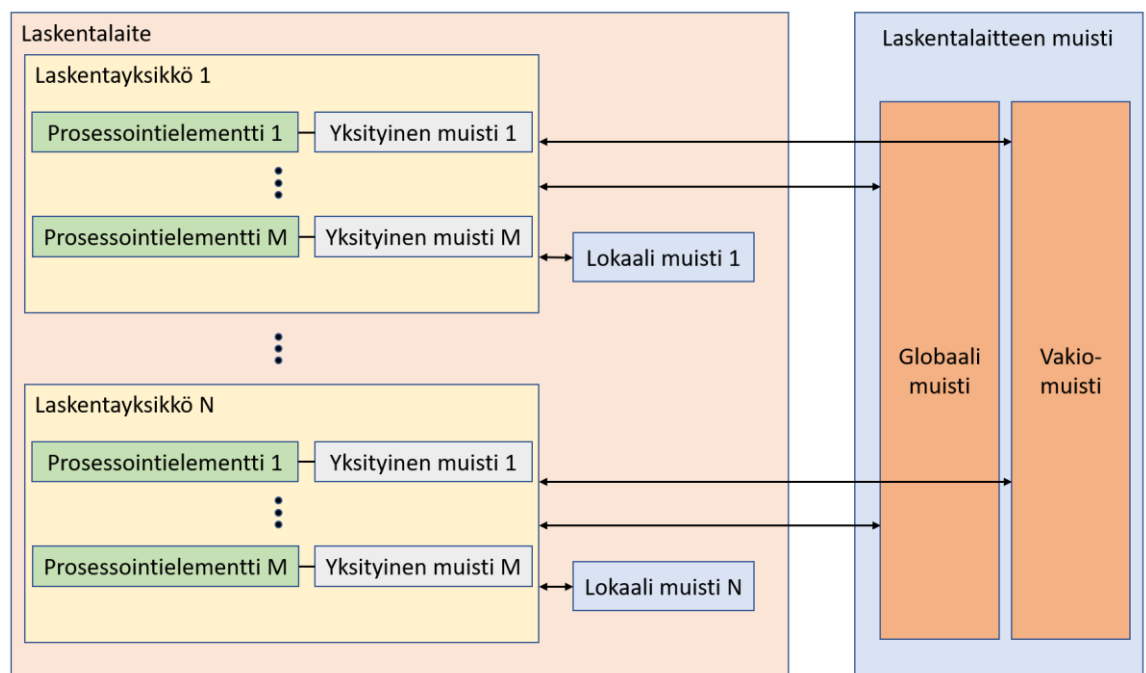 Laskentalaite
Laskentayksikkö 1
Prosessointielementti 1
Yksityinen muisti 1
Prosessointielementti M
Yksityinen muisti M
Lokaali muisti 1
Laskentayksikkö N
Prosessointielementti 1
Yksityinen muisti 1
Prosessointielementti M
Yksityinen muisti M
Lokaali muisti N
Laskentalaitteen muisti
Globaali
muisti
Vakio-
muisti